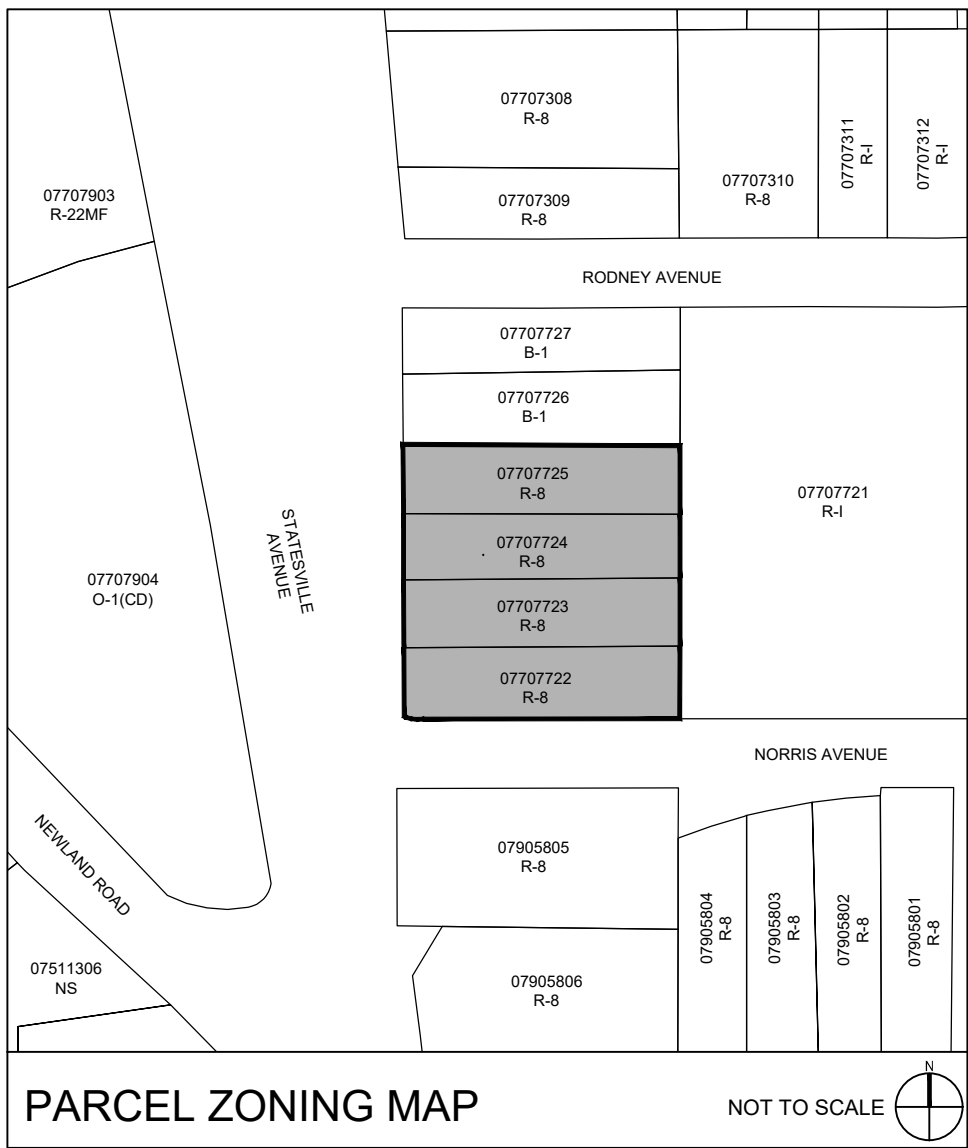 07707308
R-8
07707311
R-I
07707312
R-I
07707903
R-22MF
07707310
R-8
07707309
R-8
RODNEY AVENUE
07707727
B-1
07707726
B-1
07707725
R-8
07707721
R-I
STATESVILLE
AVENUE
07707724
R-8
07707904
O-1(CD)
07707723
R-8
07707722
R-8
NORRIS AVENUE
NEWLAND ROAD
07905805
R-8
07905804
R-8
07905803
R-8
07905802
R-8
07905801
R-8
07511306
NS
07905806
R-8
PARCEL ZONING MAP
NOT TO SCALE
N